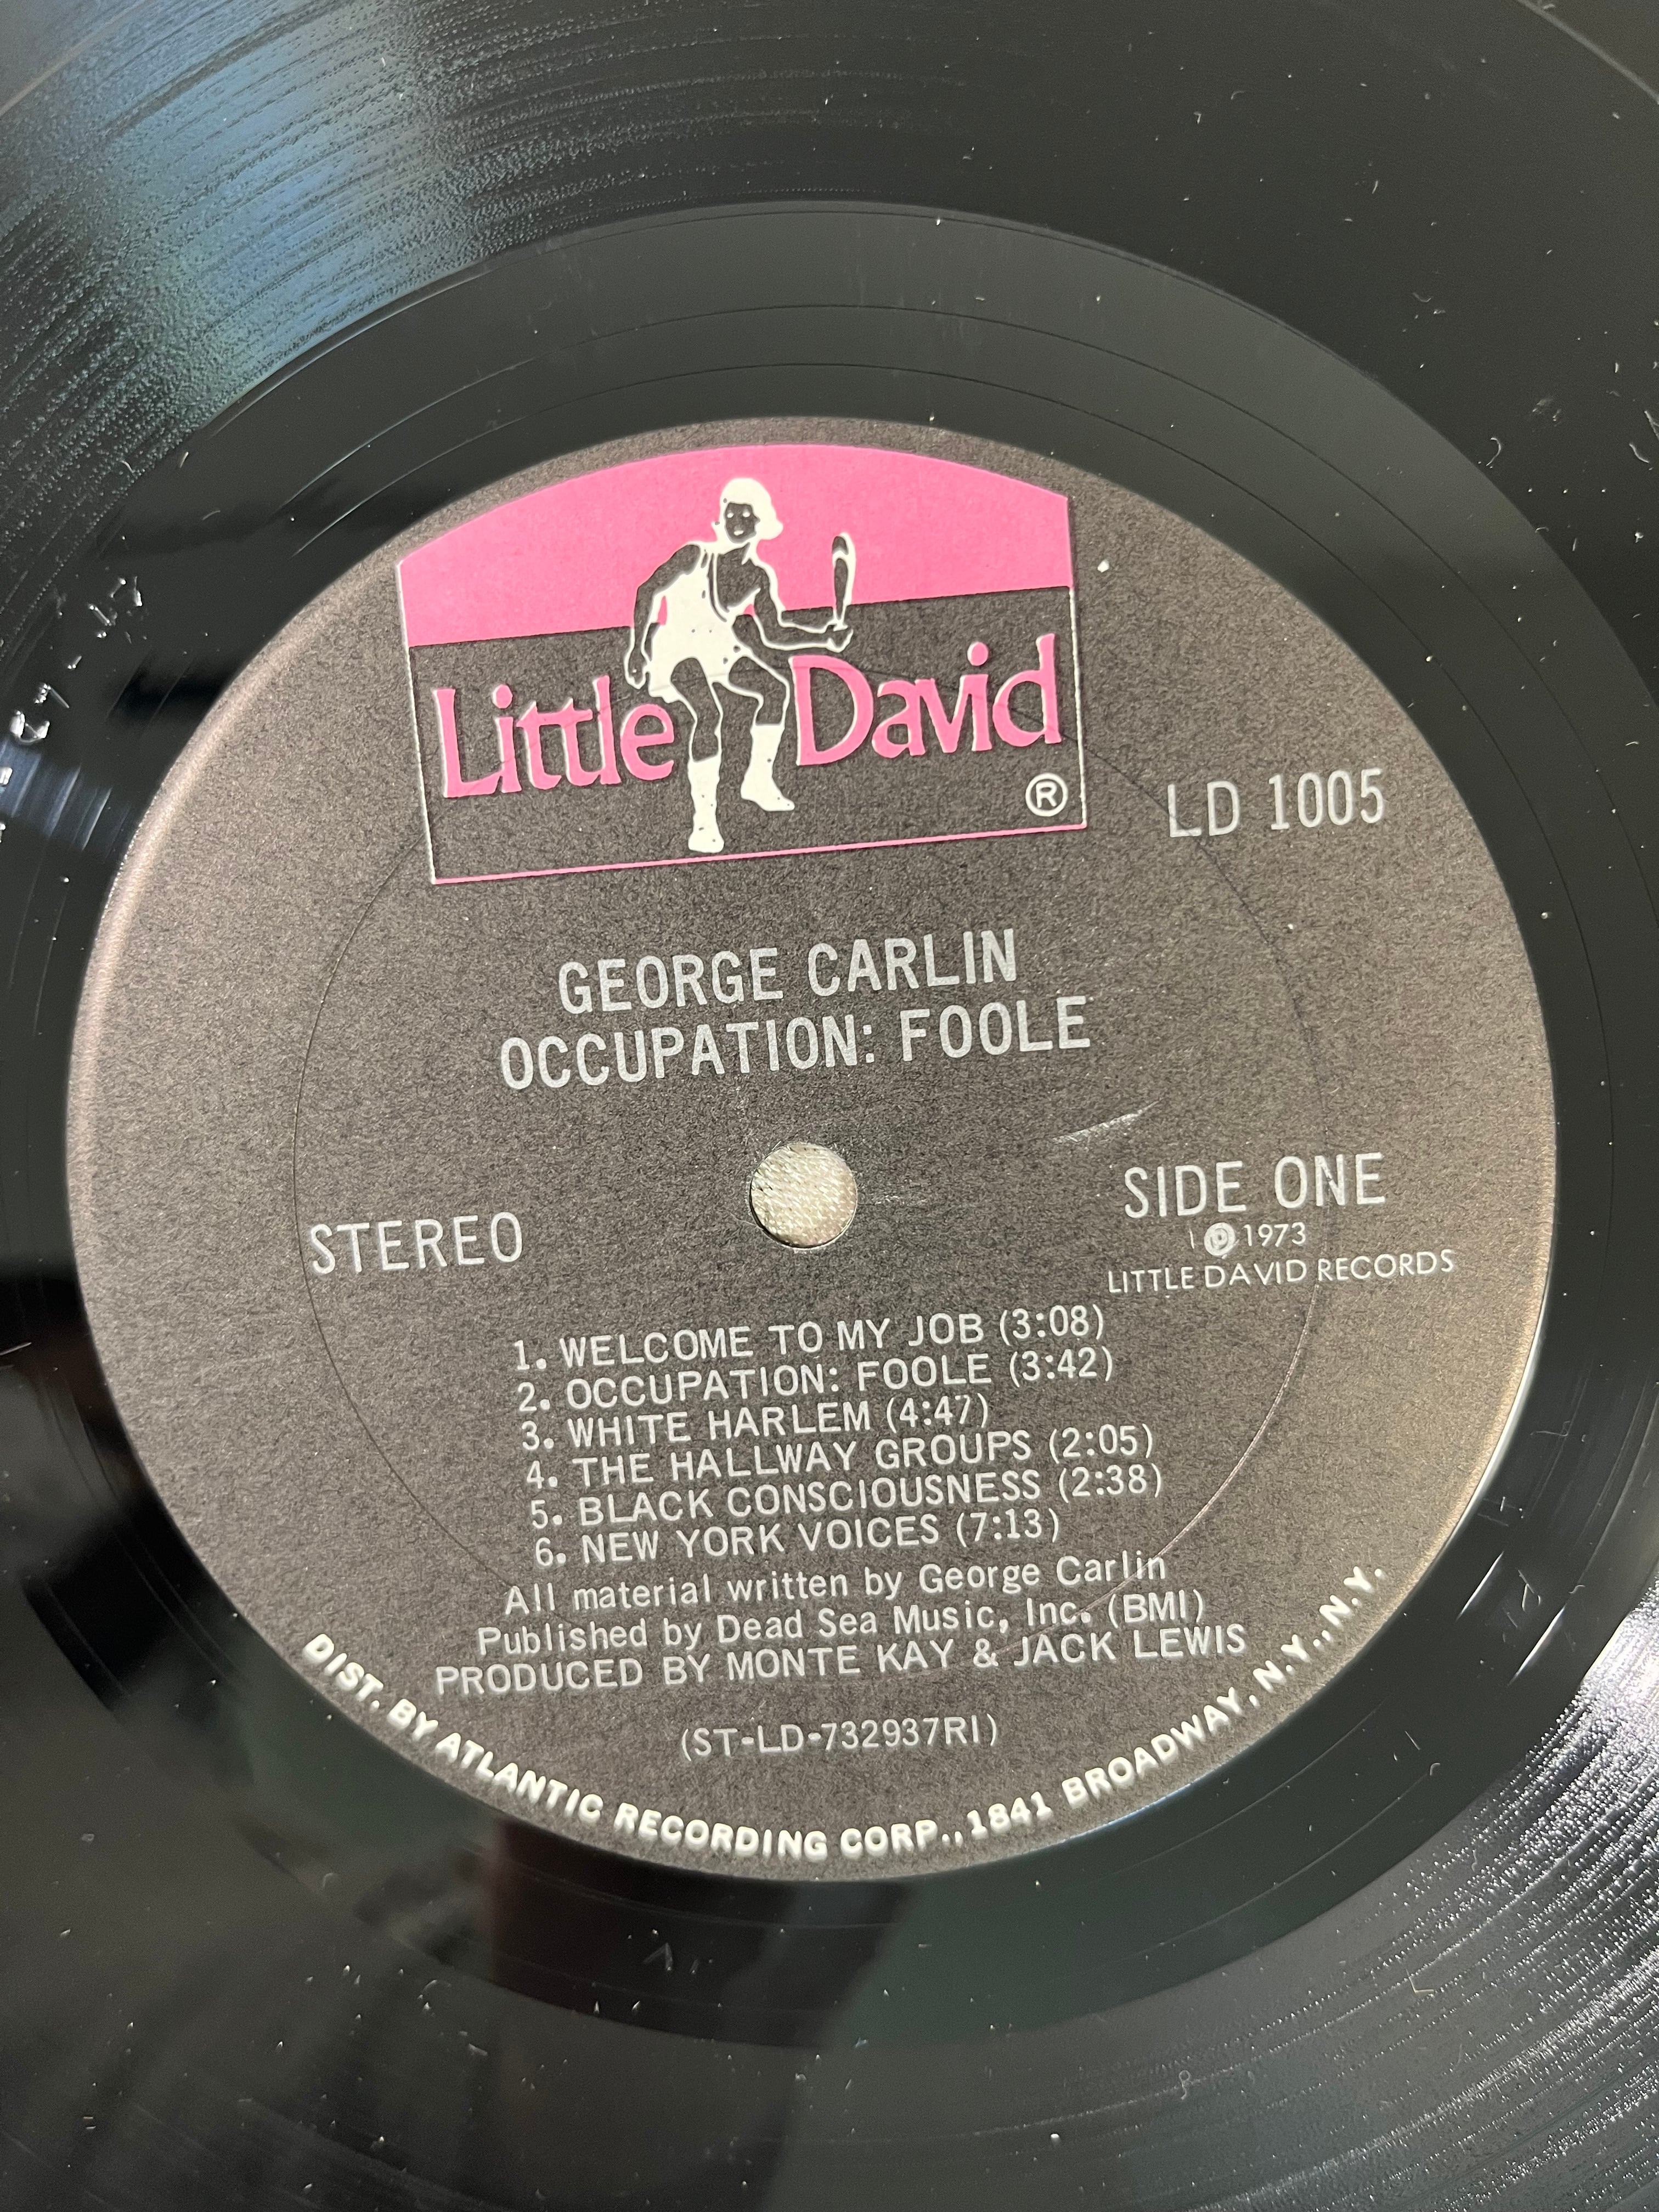 Little David
®
LD 1005
GEORGE CARLIN
OCCUPATION: FOOLE
STEREO
SIDE ONE
℗ 1973
LITTLE DAVID RECORDS
1. WELCOME TO MY JOB (3:08)
2. OCCUPATION: FOOLE (3:42)
3. WHITE HARLEM (4:47)
4. THE HALLWAY GROUPS (2:05)
5. BLACK CONSCIOUSNESS (2:38)
6. NEW YORK VOICES (7:13)
All material written by George Carlin
Published by Dead Sea Music, Inc. (BMI)
PRODUCED BY MONTE KAY & JACK LEWIS
(ST-LD-732937RI)
DIST. BY ATLANTIC RECORDING CORP., 1841 BROADWAY, N.Y., N.Y.